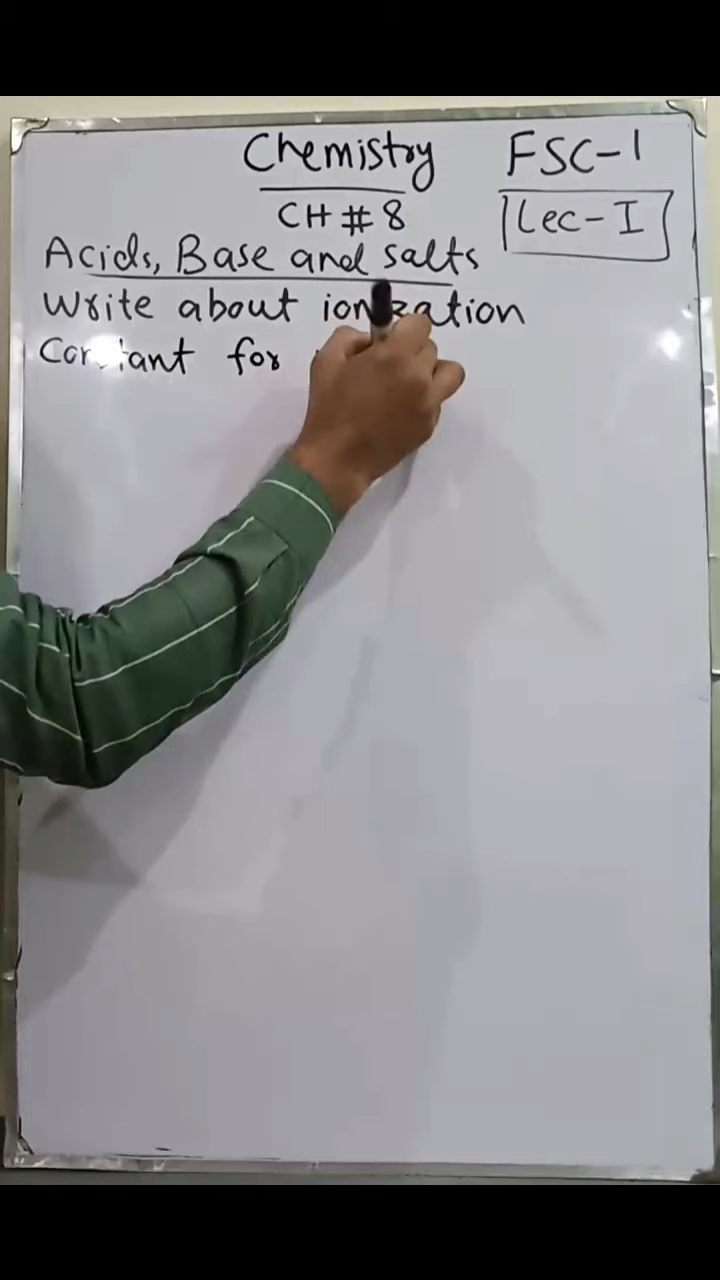 Chemistry FSC-1
CH # 8 Lec-I
Acids, Base and salts
Write about ionization
Constant for